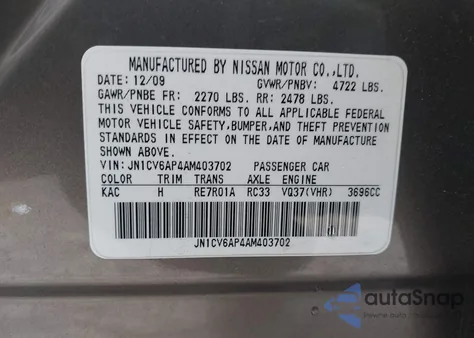 MANUFACTURED BY NISSAN MOTOR CO.,LTD.
DATE: 12/09 GVWR/PNBV: 4722 LBS.
GAWR/PNBE FR: 2270 LBS. RR: 2478 LBS.
THIS VEHICLE CONFORMS TO ALL APPLICABLE FEDERAL
MOTOR VEHICLE SAFETY,BUMPER,AND THEFT PREVENTION
STANDARDS IN EFFECT ON THE DATE OF MANUFACTURE
SHOWN ABOVE.
VIN:JN1CV6AP4AM403702 PASSENGER CAR
COLOR TRIM TRANS AXLE ENGINE
KAC H RE7R01A RC33 VQ37(VHR) 3696CC
JN1CV6AP4AM403702
autoSnap